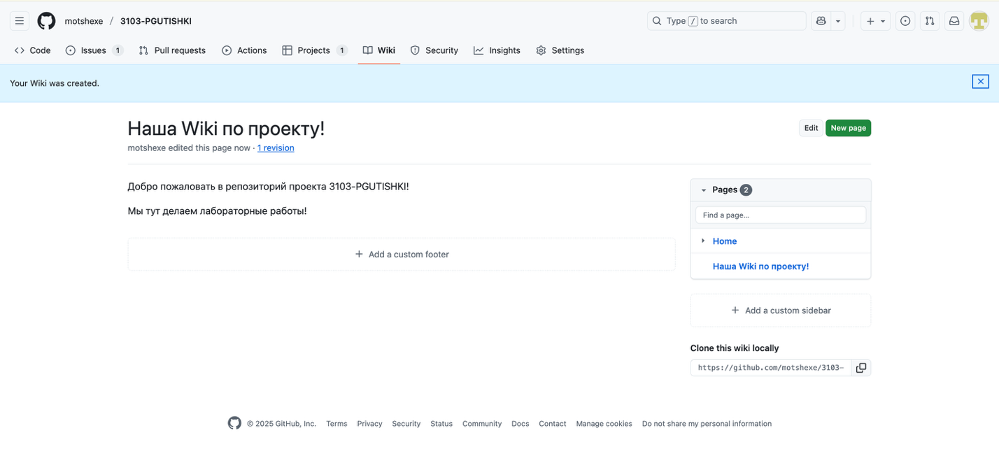 motshexe / 3103-PGUTISHKI Type / to search
Code Issues 1 Pull requests Actions Projects 1 Wiki Security Insights Settings
Your Wiki was created.
Наша Wiki по проекту! Edit New page
motshexe edited this page now · 1 revision
Добро пожаловать в репозиторий проекта 3103-PGUTISHKI!
Мы тут делаем лабораторные работы!
Add a custom footer
Pages 2
Find a page…
Home
Наша Wiki по проекту!
Add a custom sidebar
Clone this wiki locally
https://github.com/motshexe/3103-
© 2025 GitHub, Inc. Terms Privacy Security Status Community Docs Contact Manage cookies Do not share my personal information